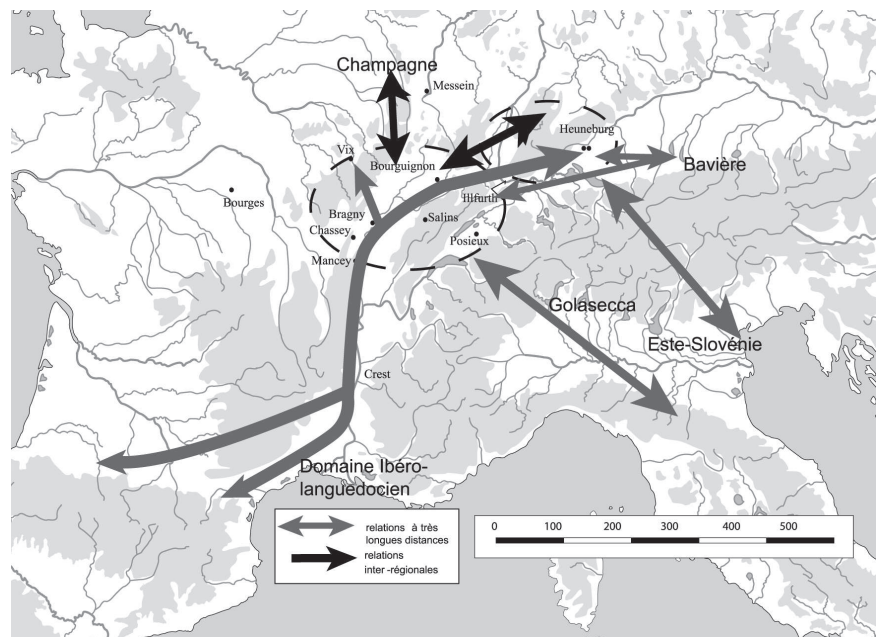 Champagne
Messein
Heuneburg
Vix
Bourguignon
Bavière
Bourges
Illfurth
Bragny
Salins
Chassey
Posieux
Mancey
Golasecca
Este-Slovénie
Crest
Domaine Ibéro-
languedocien
relations à très
longues distances
relations
inter-régionales
0 100 200 300 400 500